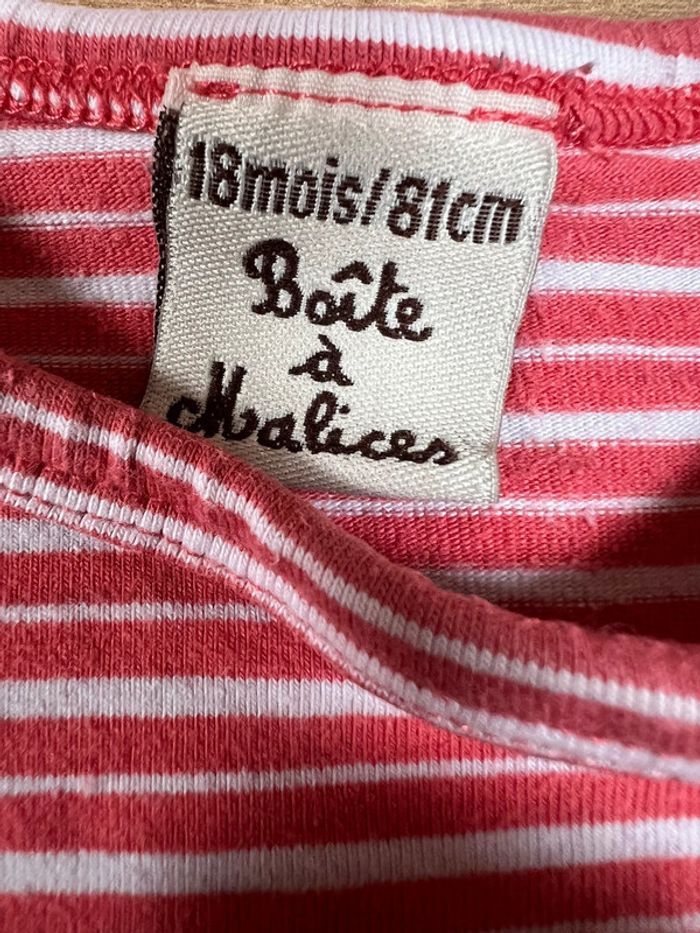 18mois/81cm
Boîte
à
Malices